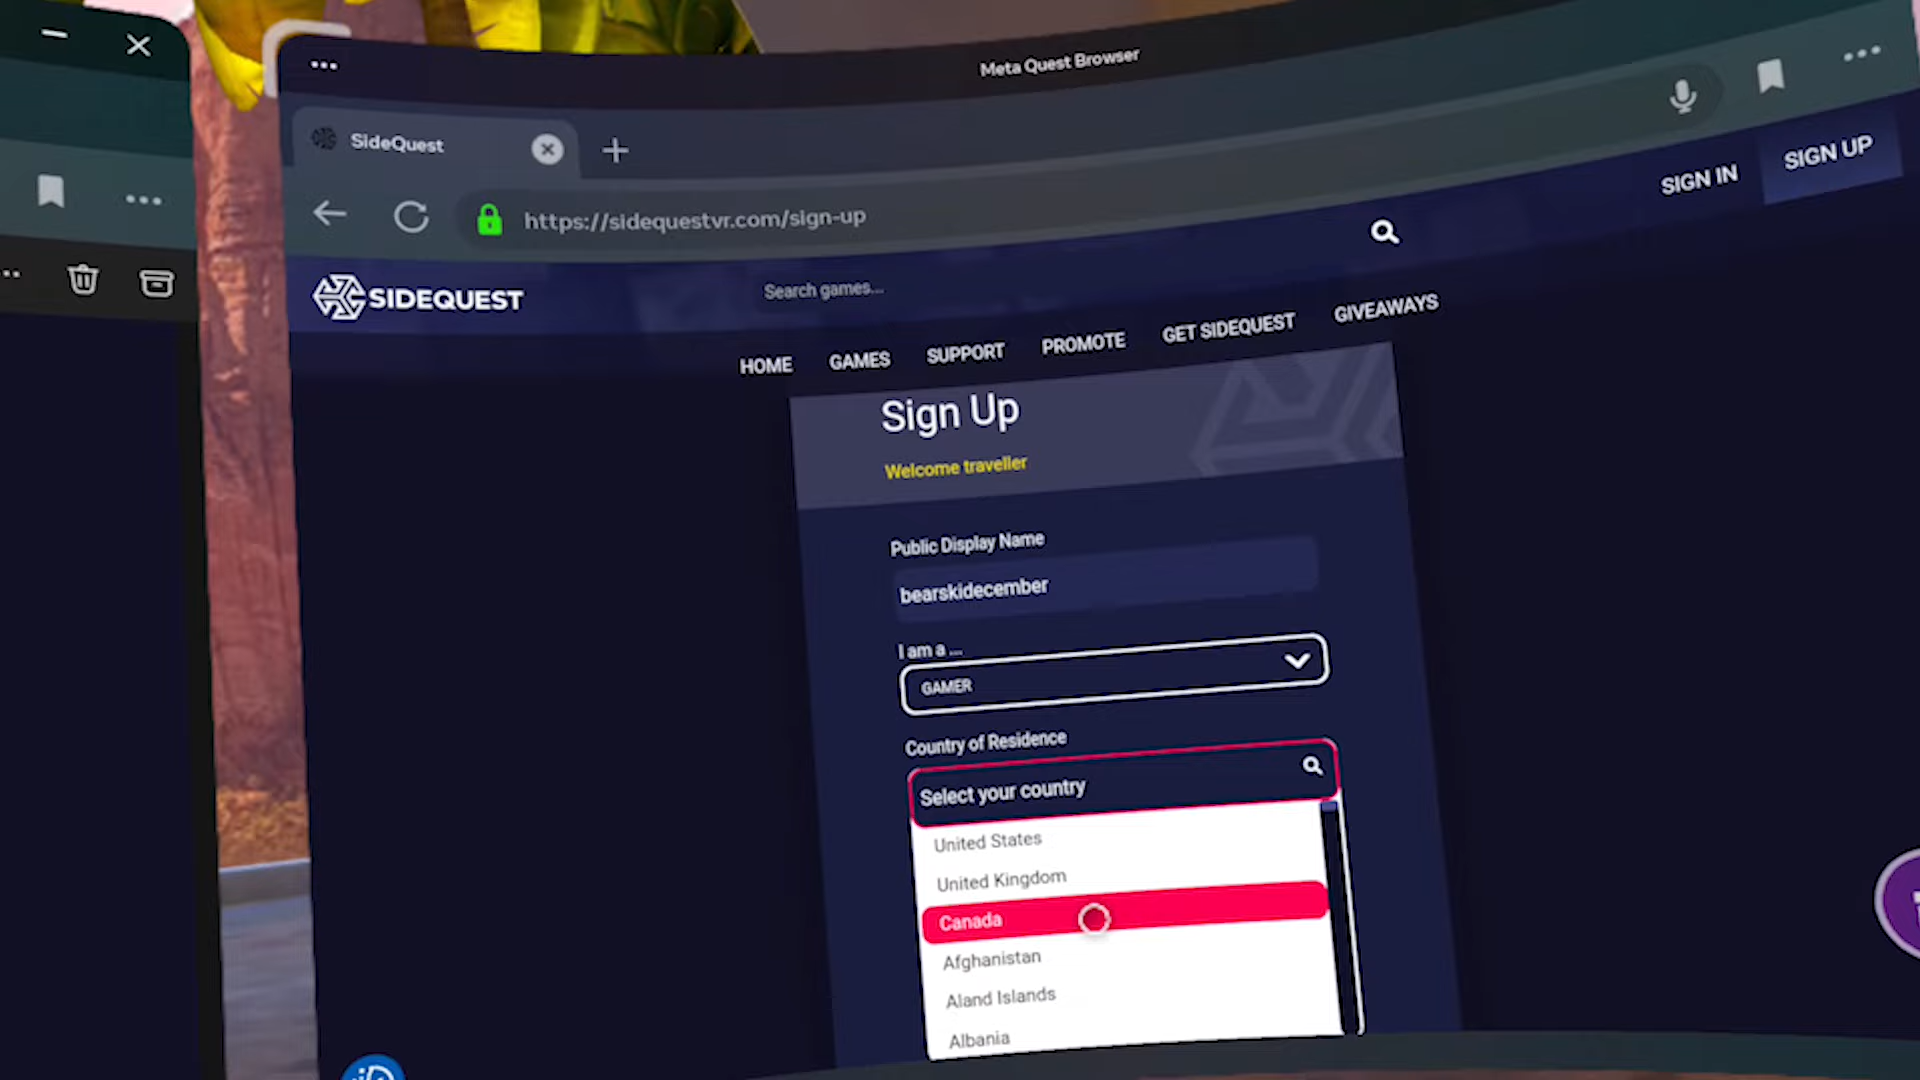 Meta Quest Browser
SideQuest
https://sidequestvr.com/sign-up
SIGN IN
SIGN UP
SIDEQUEST
Search games...
HOME
GAMES
SUPPORT
PROMOTE
GET SIDEQUEST
GIVEAWAYS
Sign Up
Welcome traveller
Public Display Name
bearskidecember
I am a ...
GAMER
Country of Residence
Select your country
United States
United Kingdom
Canada
Afghanistan
Aland Islands
Albania